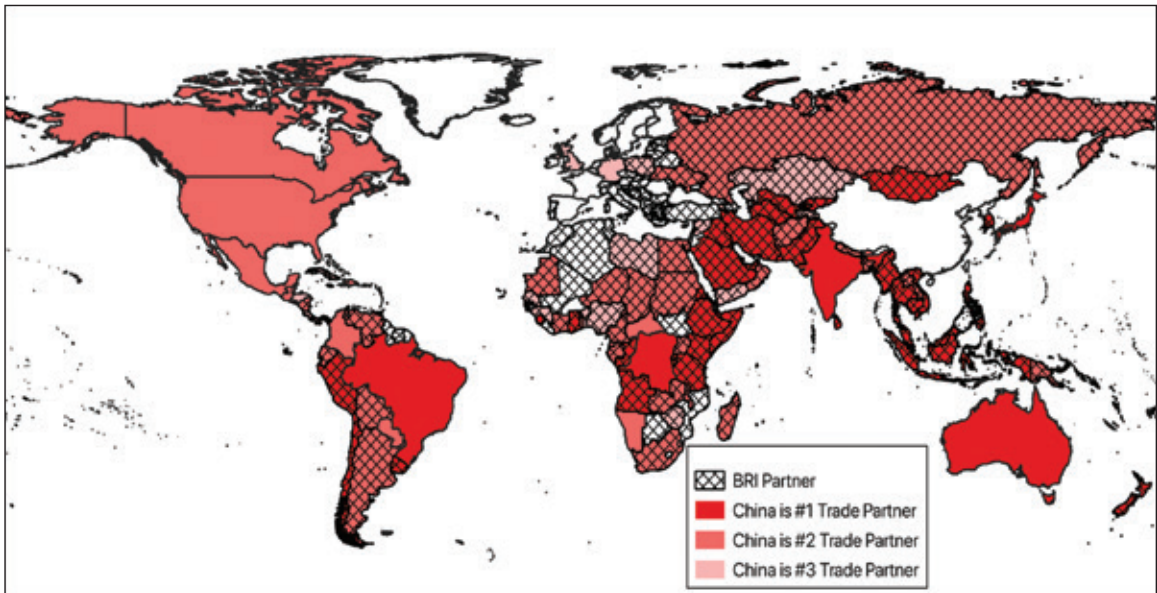 BRI Partner
China is #1 Trade Partner
China is #2 Trade Partner
China is #3 Trade Partner